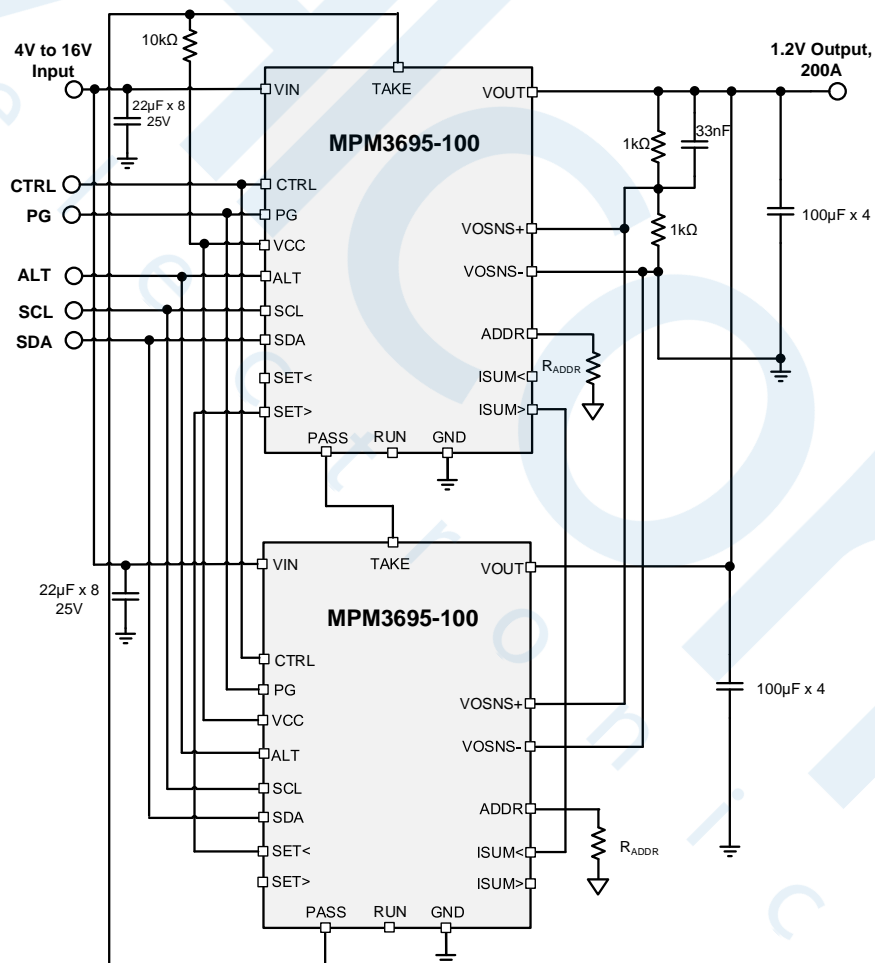 4V to 16V
Input
10kΩ
22µF x 8
25V
VIN
TAKE
VOUT
1.2V Output,
200A
MPM3695-100
1kΩ
33nF
CTRL
CTRL
PG
PG
VCC
VOSNS+
1kΩ
100µF x 4
ALT
ALT
VOSNS-
SCL
SCL
SDA
SDA
ADDR
RADDR
SET<
ISUM<
SET>
ISUM>
PASS
RUN
GND
22µF x 8
25V
VIN
TAKE
VOUT
MPM3695-100
CTRL
PG
VCC
VOSNS+
100µF x 4
ALT
VOSNS-
SCL
SDA
ADDR
RADDR
SET<
ISUM<
SET>
ISUM>
PASS
RUN
GND